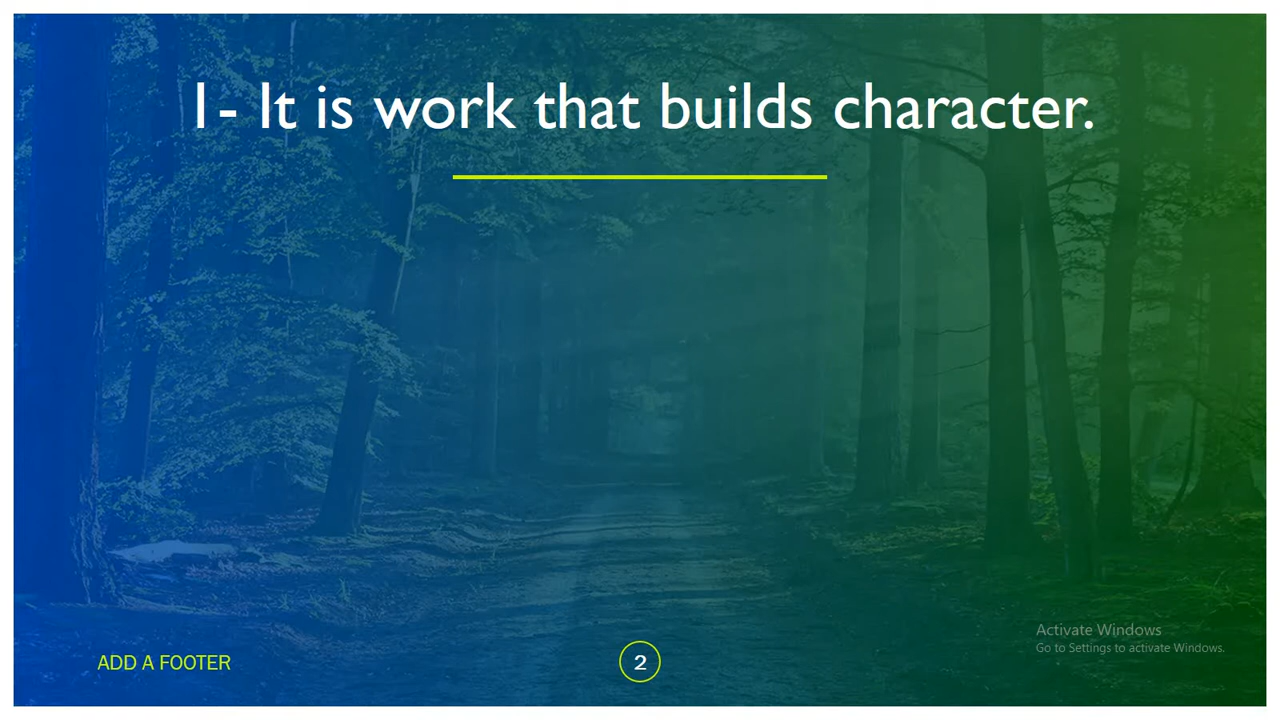 1- It is work that builds character.
ADD A FOOTER
2
Activate Windows
Go to Settings to activate Windows.